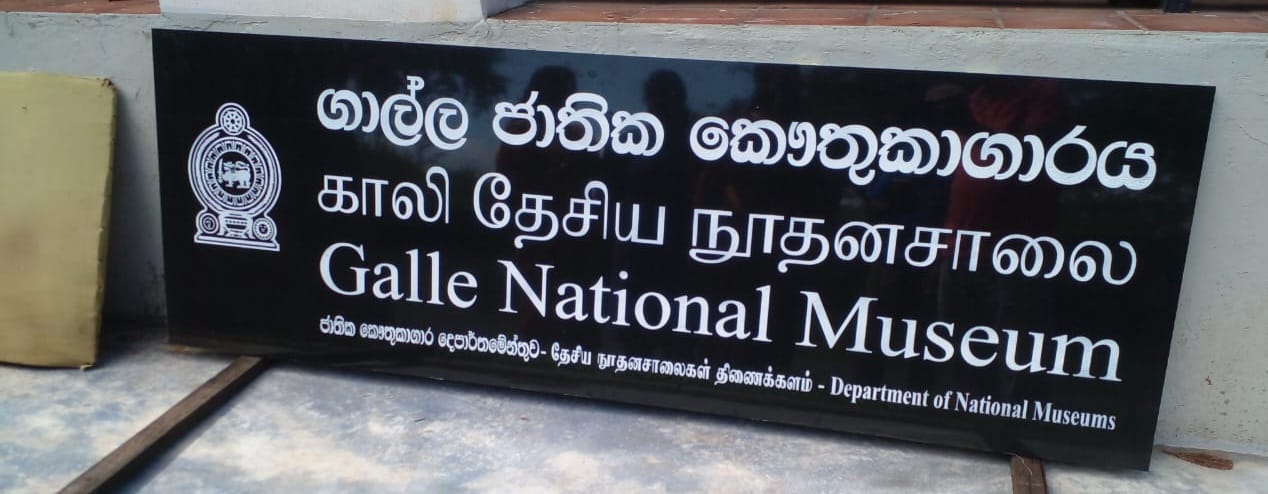 ගාල්ල ජාතික කෞතුකාගාරය
காலி தேசிய நூதனசாலை
Galle National Museum
ජාතික කෞතුකාගාර දෙපාර්තමේන්තුව- தேசிய நூதனசாலைகள் திணைக்களம் - Department of National Museums